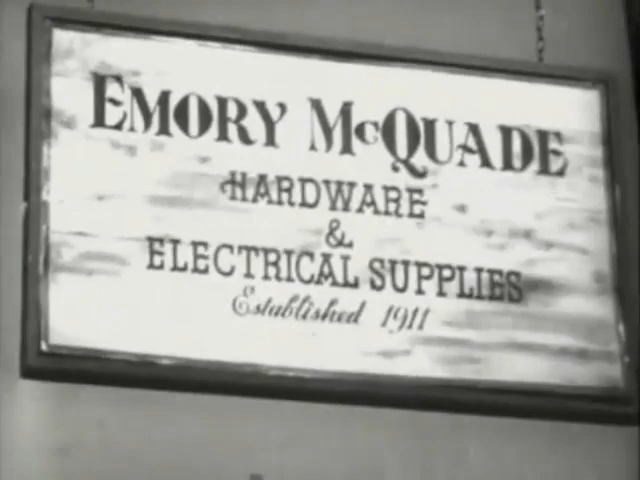 EMORY McQUADE
HARDWARE
&
ELECTRICAL SUPPLIES
Established 1911